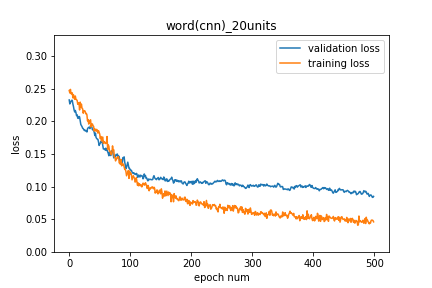 word(cnn)_20units
validation loss
training loss
0.30
0.25
0.20
0.15
0.10
0.05
0.00
loss
0 100 200 300 400 500
epoch num